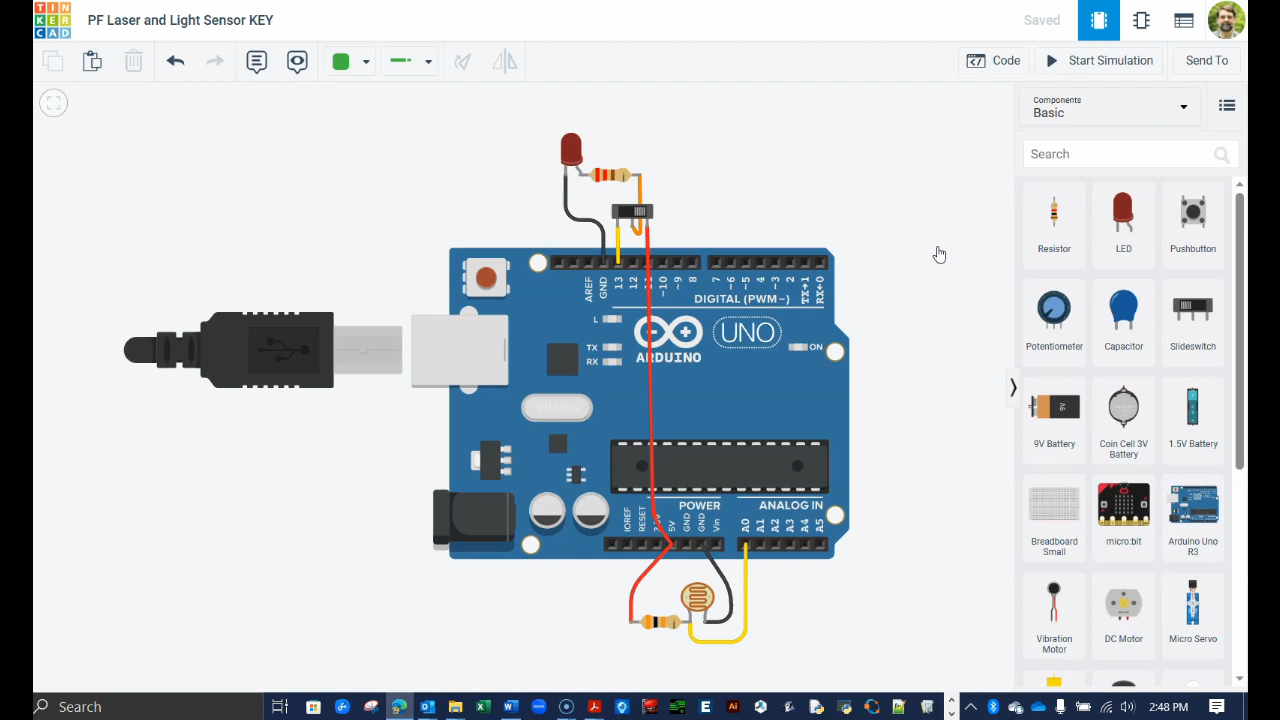 TIN
KER
CAD
PF Laser and Light Sensor KEY
Saved
Code
Start Simulation
Send To
Components
Basic
Search
Resistor
LED
Pushbutton
Potentiometer
Capacitor
Slideswitch
9V
9V Battery
Coin Cell 3V
Battery
1.5V Battery
Breadboard
Small
micro:bit
Arduino Uno
R3
Vibration
Motor
DC Motor
Micro Servo
AREF
GND
13
12
~10
~9
8
7
~6
~5
4
~3
2
TX→1
RX←0
DIGITAL (PWM~)
L
TX
RX
ARDUINO
UNO
ON
POWER
ANALOG IN
IOREF
RESET
5V
GND
GND
Vin
A0
A1
A2
A3
A4
A5
Search
2:48 PM